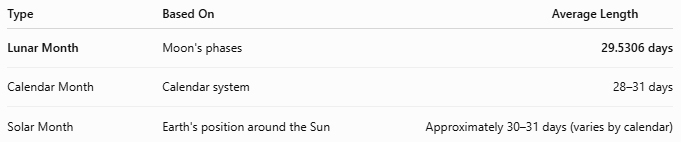 Type Based On Average Length
Lunar Month Moon's phases 29.5306 days
Calendar Month Calendar system 28–31 days
Solar Month Earth's position around the Sun Approximately 30–31 days (varies by calendar)